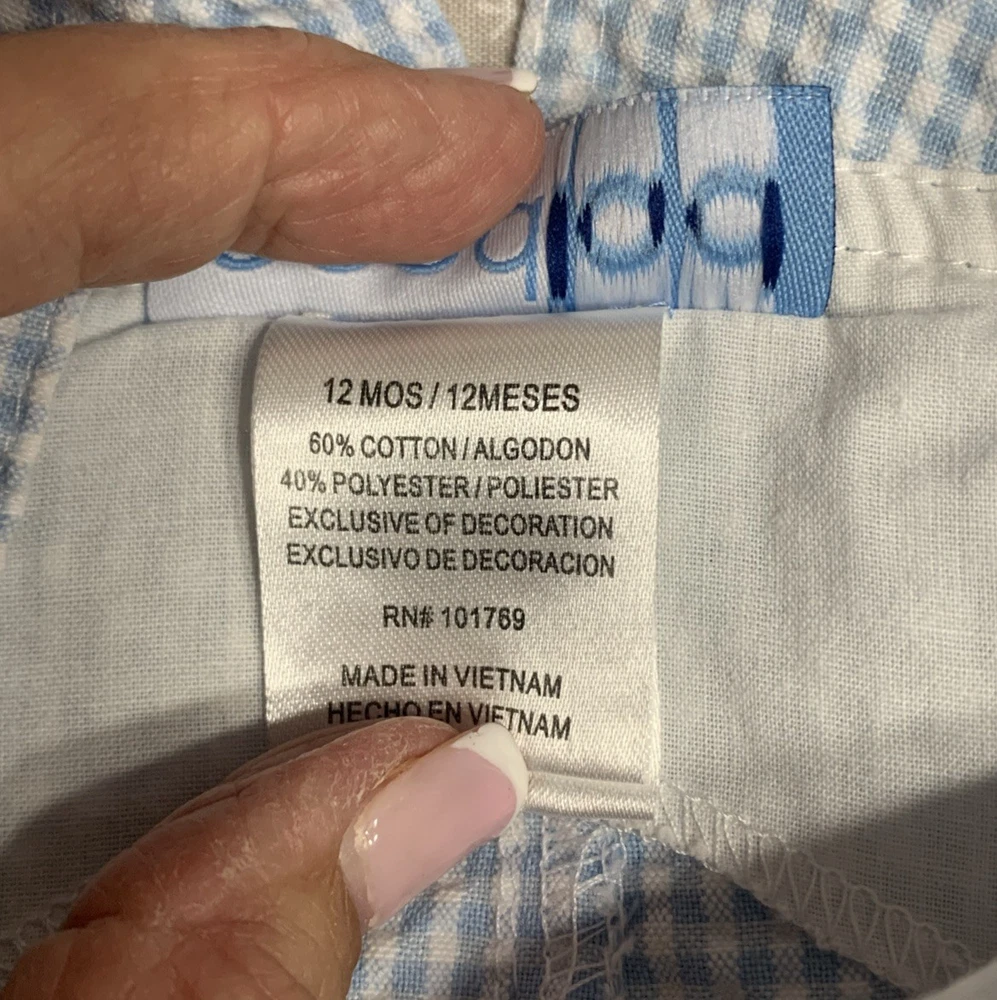 12 MOS / 12MESES
60% COTTON / ALGODON
40% POLYESTER / POLIESTER
EXCLUSIVE OF DECORATION
EXCLUSIVO DE DECORACION
RN# 101769
MADE IN VIETNAM
HECHO EN VIETNAM